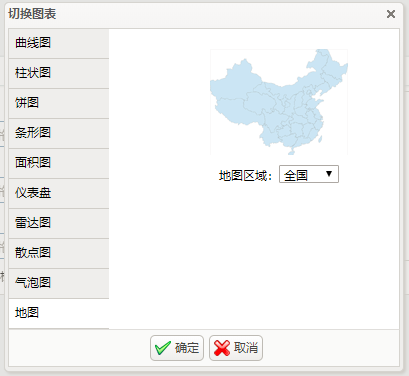 切换图表
曲线图
柱状图
饼图
条形图
面积图
仪表盘
雷达图
散点图
气泡图
地图
地图区域： 全国
确定 取消